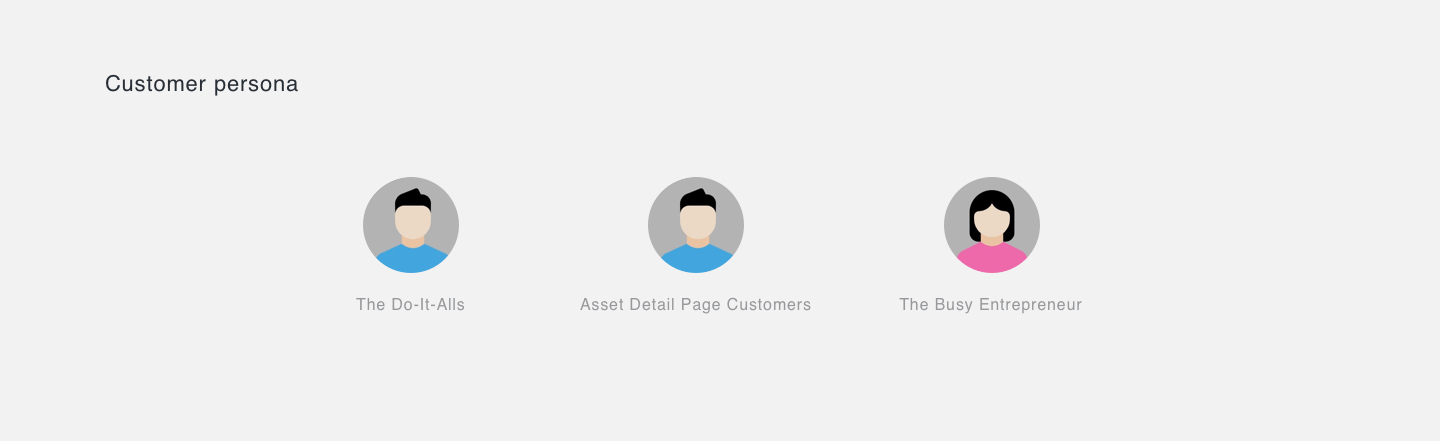 Customer persona
The Do-It-Alls
Asset Detail Page Customers
The Busy Entrepreneur